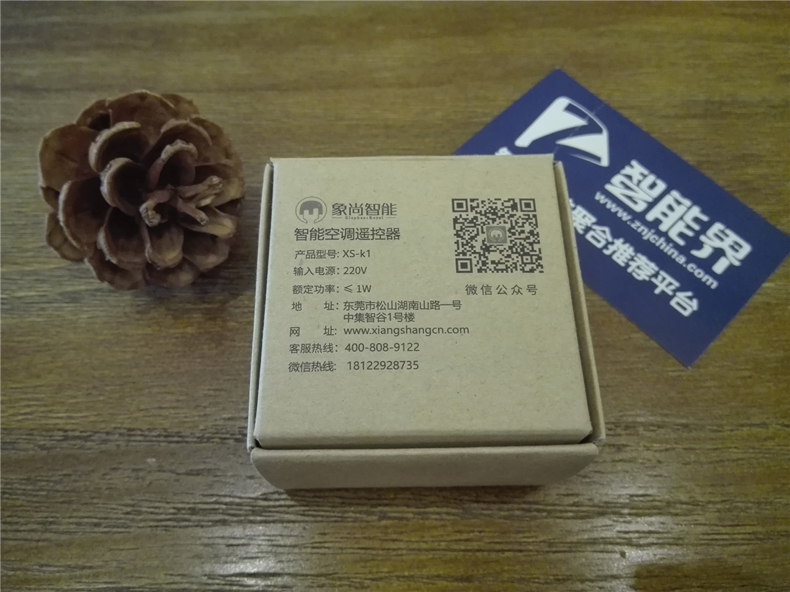 象尚智能
智能空调遥控器
产品型号: XS-k1
输入电源: 220V
额定功率: ≤ 1W
地 址: 东莞市松山湖南山路一号
中集智谷1号楼
网 址: www.xiangshangcn.com
客服热线: 400-808-9122
微信热线: 18122928735
微信公众号
智能界
www.znjchina.com
聚合推荐平台